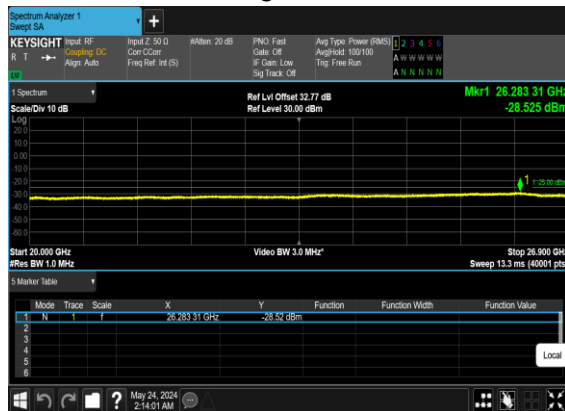 Spectrum Analyzer 1
Swept SA
+
KEYSIGHT Input: RF Input Z: 50 Ω #Atten: 20 dB PNO: Fast Avg Type: Power (RMS) 1 2 3 4 5 6
R T Coupling: DC Corr CCorr Gate: Off Avg|Hold: 100/100 A W W W W W
Align: Auto Freq Ref: Int (S) IF Gain: Low Trig: Free Run
Sig Track: Off A N N N N N
LW
1 Spectrum Ref Lvl Offset 32.77 dB Mkr1 26.283 31 GHz
Scale/Div 10 dB Ref Level 30.00 dBm -28.525 dBm
Log
20.0
10.0
0.00
-10.0
-20.0 1
-25.00 dBm
-30.0
-40.0
-50.0
-60.0
Start 20.000 GHz Video BW 3.0 MHz* Stop 26.900 GHz
#Res BW 1.0 MHz Sweep 13.3 ms (40001 pts
5 Marker Table
Mode Trace Scale X Y Function Function Width Function Value
1 N 1 f 26.283 31 GHz -28.52 dBm
2
3
4
5
6
Local
? May 24, 2024
2:14:01 AM